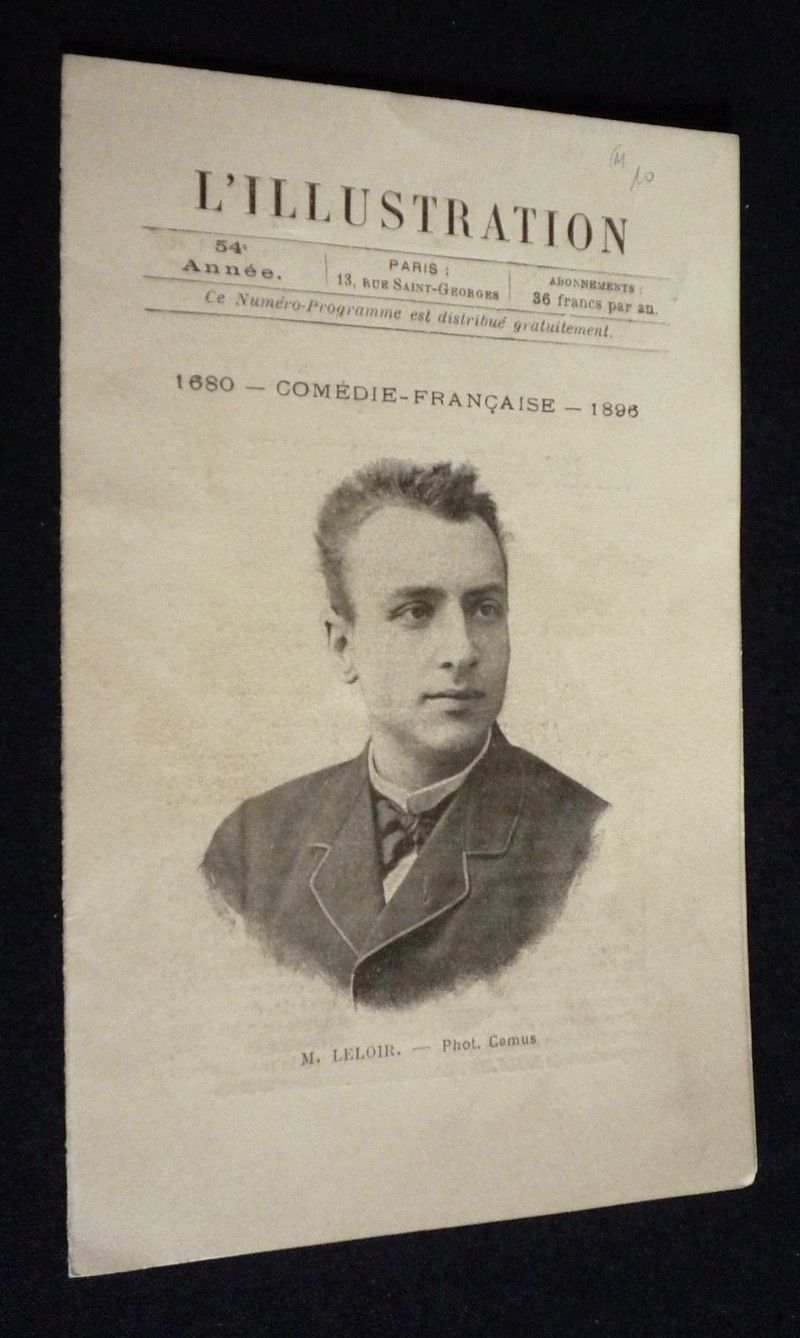 M
10
L'ILLUSTRATION
54e
Année.
PARIS :
13, RUE SAINT-GEORGES
ABONNEMENTS :
36 francs par an.
Ce Numéro-Programme est distribué gratuitement.
1680 — COMÉDIE-FRANÇAISE — 1896
M. LELOIR. — Phot. Camus